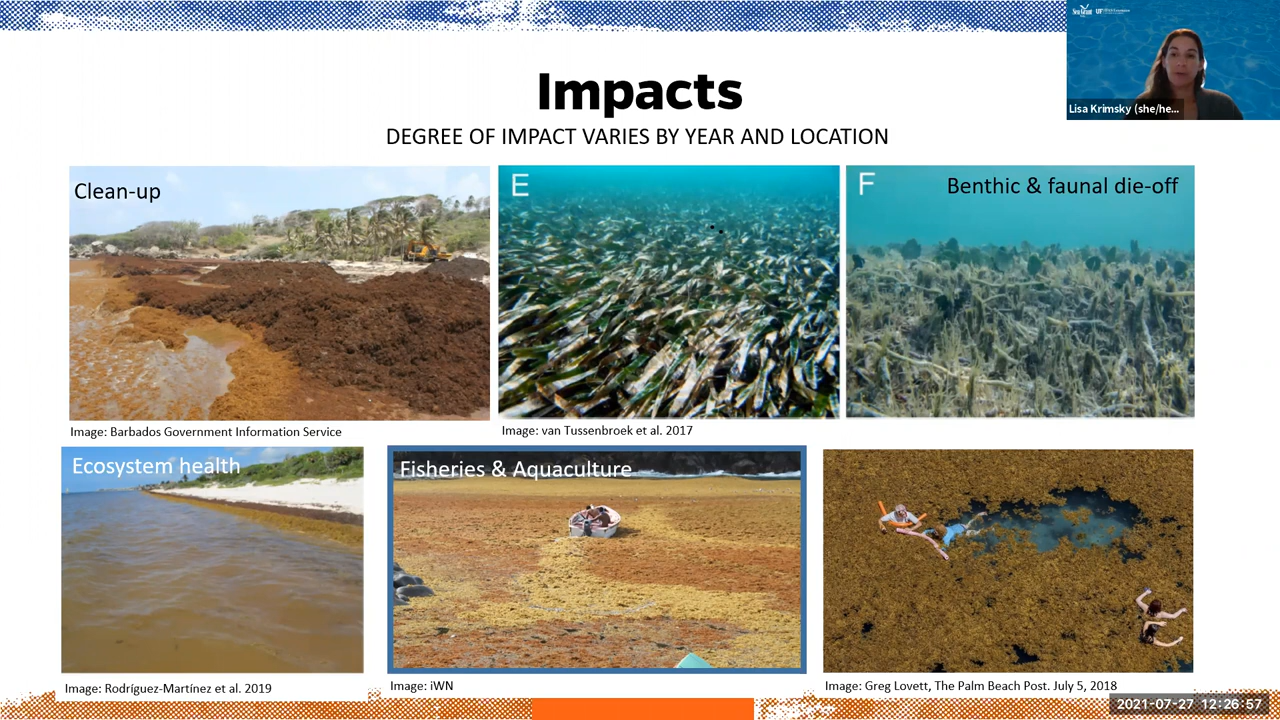 Sea Grant UF
Lisa Krimsky (she/he...
Impacts
DEGREE OF IMPACT VARIES BY YEAR AND LOCATION
Clean-up
E
F
Benthic & faunal die-off
Image: Barbados Government Information Service
Image: van Tussenbroek et al. 2017
Ecosystem health
Fisheries & Aquaculture
Image: Rodríguez-Martínez et al. 2019
Image: iWN
Image: Greg Lovett, The Palm Beach Post. July 5, 2018
2021-07-27 12:26:57